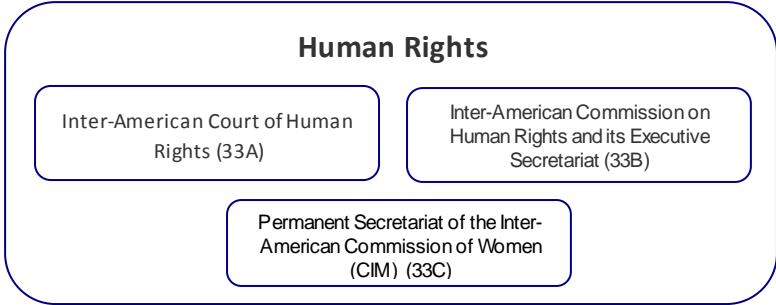 Human Rights
Inter-American Court of Human
Rights (33A)
Inter-American Commission on
Human Rights and its Executive
Secretariat (33B)
Permanent Secretariat of the Inter-
American Commission of Women
(CIM) (33C)